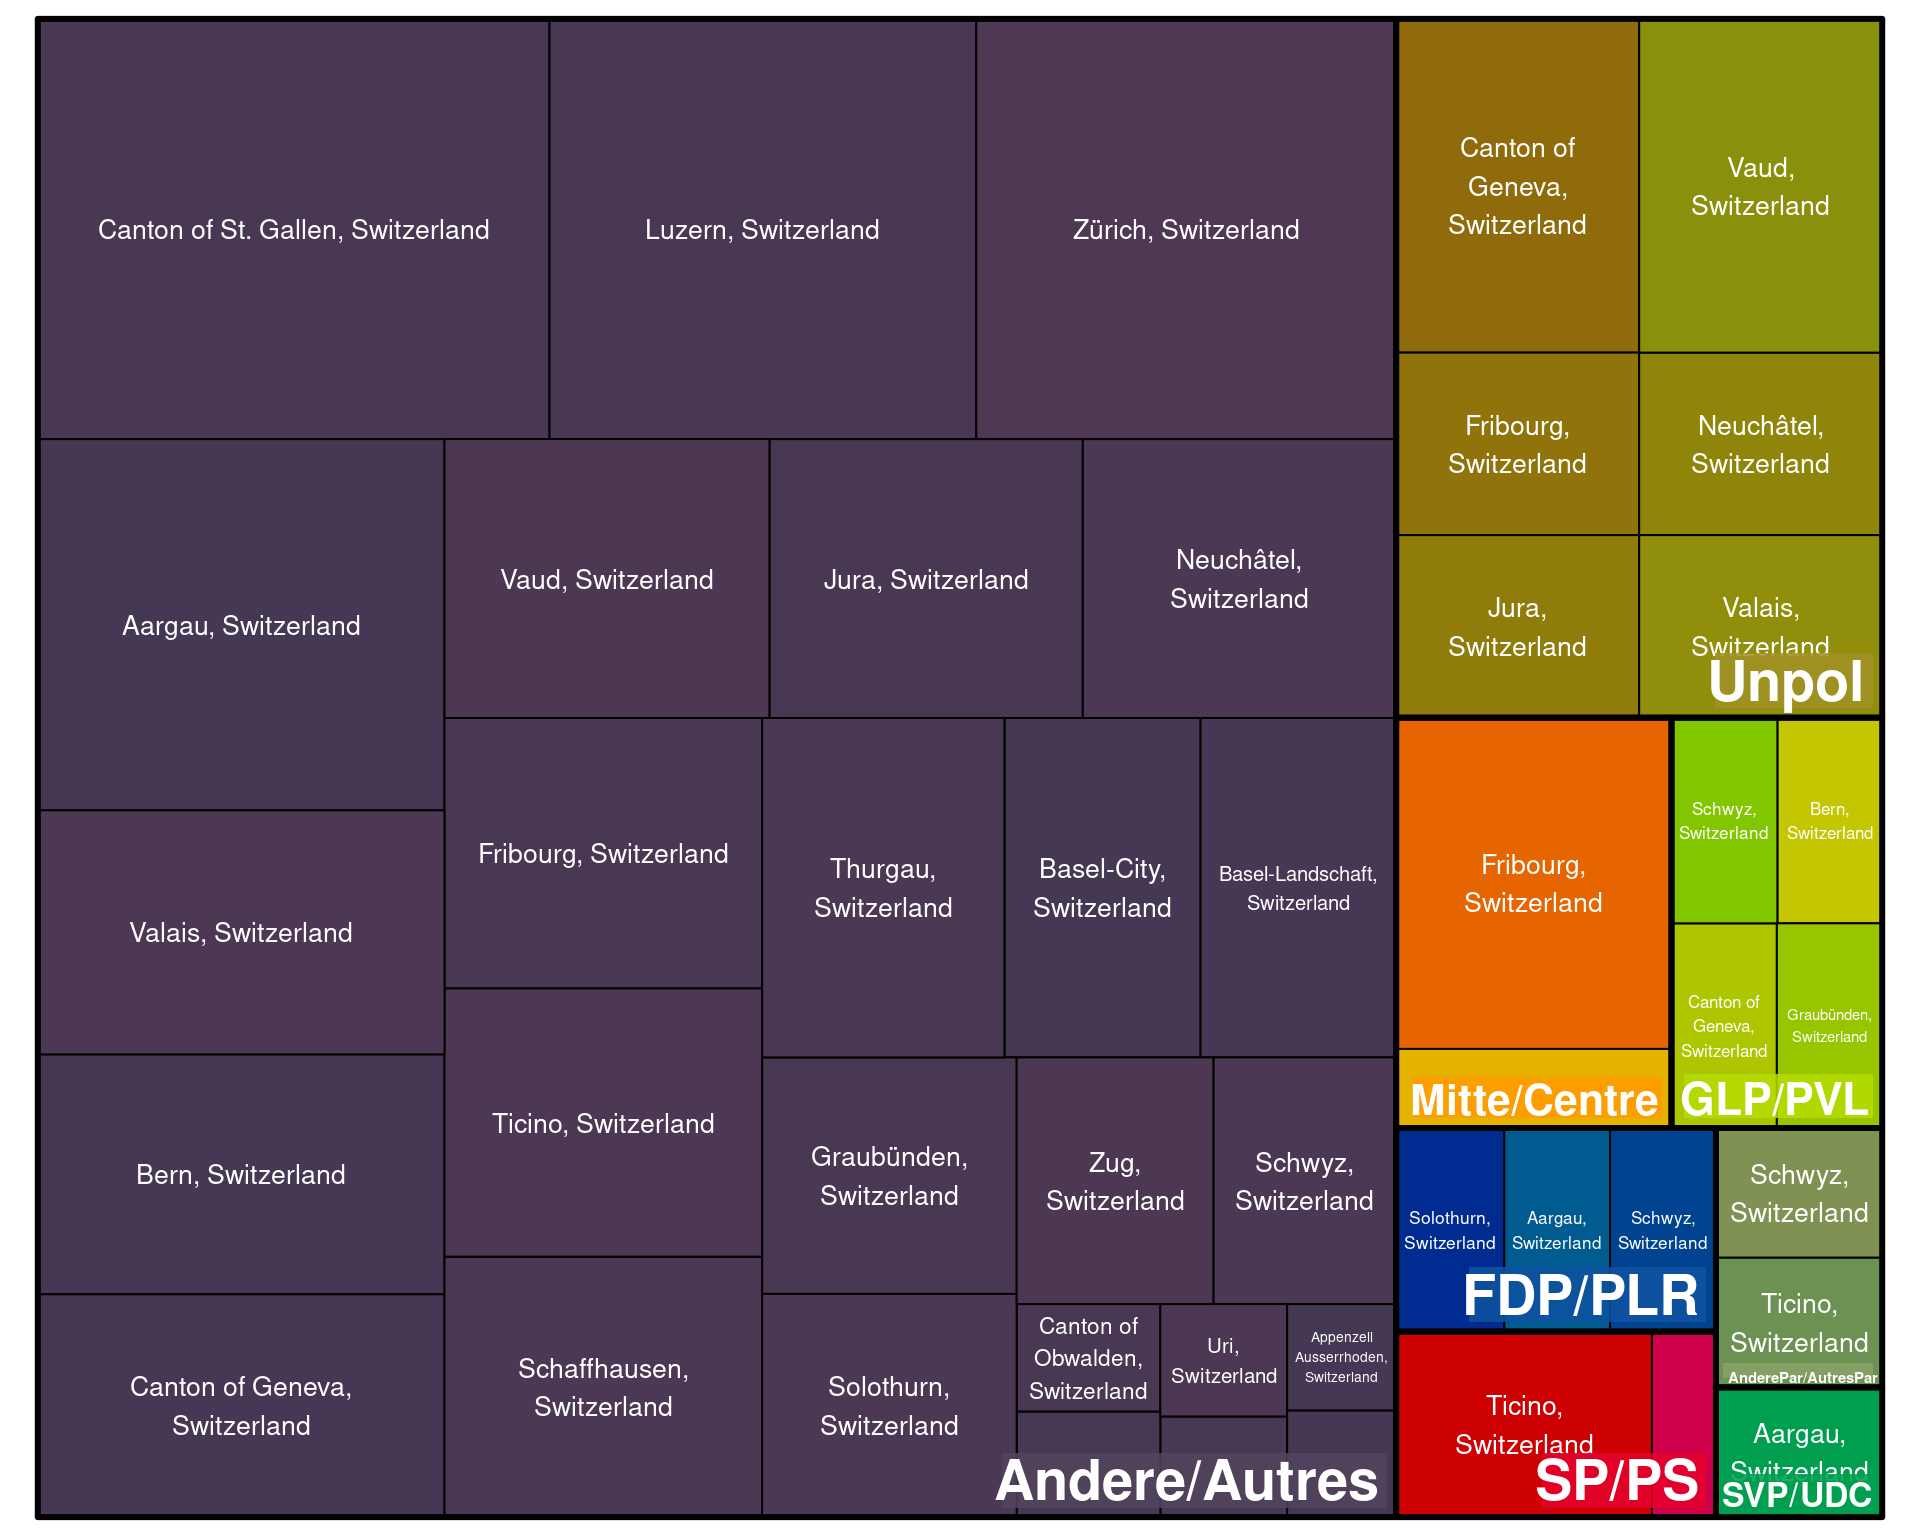 Canton of St. Gallen, Switzerland
Luzern, Switzerland
Zürich, Switzerland
Aargau, Switzerland
Vaud, Switzerland
Jura, Switzerland
Neuchâtel,
Switzerland
Valais, Switzerland
Fribourg, Switzerland
Thurgau,
Switzerland
Basel-City,
Switzerland
Basel-Landschaft,
Switzerland
Bern, Switzerland
Ticino, Switzerland
Graubünden,
Switzerland
Zug,
Switzerland
Schwyz,
Switzerland
Canton of Geneva,
Switzerland
Schaffhausen,
Switzerland
Solothurn,
Switzerland
Canton of
Obwalden,
Switzerland
Uri,
Switzerland
Appenzell
Ausserrhoden,
Switzerland
Andere/Autres
Canton of
Geneva,
Switzerland
Vaud,
Switzerland
Fribourg,
Switzerland
Neuchâtel,
Switzerland
Jura,
Switzerland
Valais,
Switzerland
Unpol
Fribourg,
Switzerland
Mitte/Centre
Schwyz,
Switzerland
Bern,
Switzerland
Canton of
Geneva,
Switzerland
Graubünden,
Switzerland
GLP/PVL
Solothurn,
Switzerland
Aargau,
Switzerland
Schwyz,
Switzerland
FDP/PLR
Schwyz,
Switzerland
Ticino,
Switzerland
AnderePar/AutresPar
Ticino,
Switzerland
SP/PS
Aargau,
Switzerland
SVP/UDC